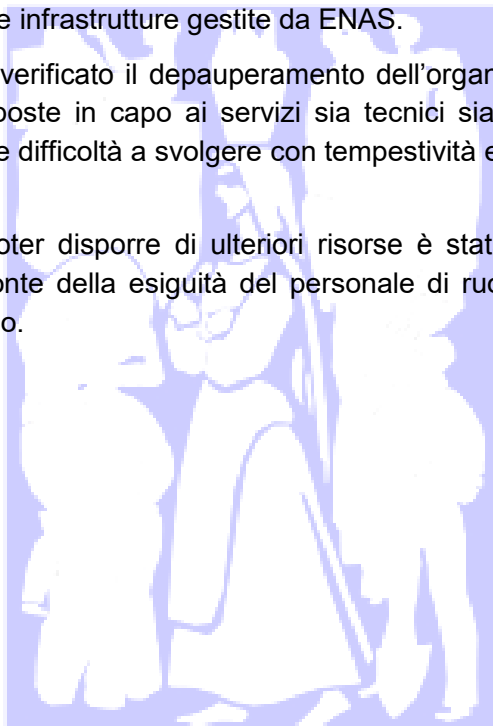 e infrastrutture gestite da ENAS.
verificato il depauperamento dell'organ
poste in capo ai servizi sia tecnici sia
e difficoltà a svolgere con tempestività e
oter disporre di ulteriori risorse è stat
onte della esiguità del personale di ruo
o.